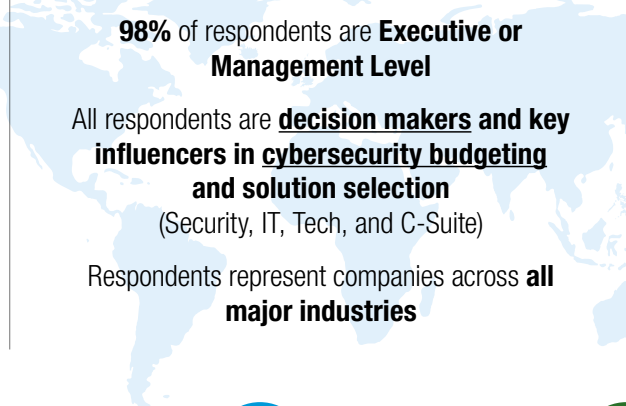 98% of respondents are Executive or
Management Level
All respondents are decision makers and key
influencers in cybersecurity budgeting
and solution selection
(Security, IT, Tech, and C-Suite)
Respondents represent companies across all
major industries